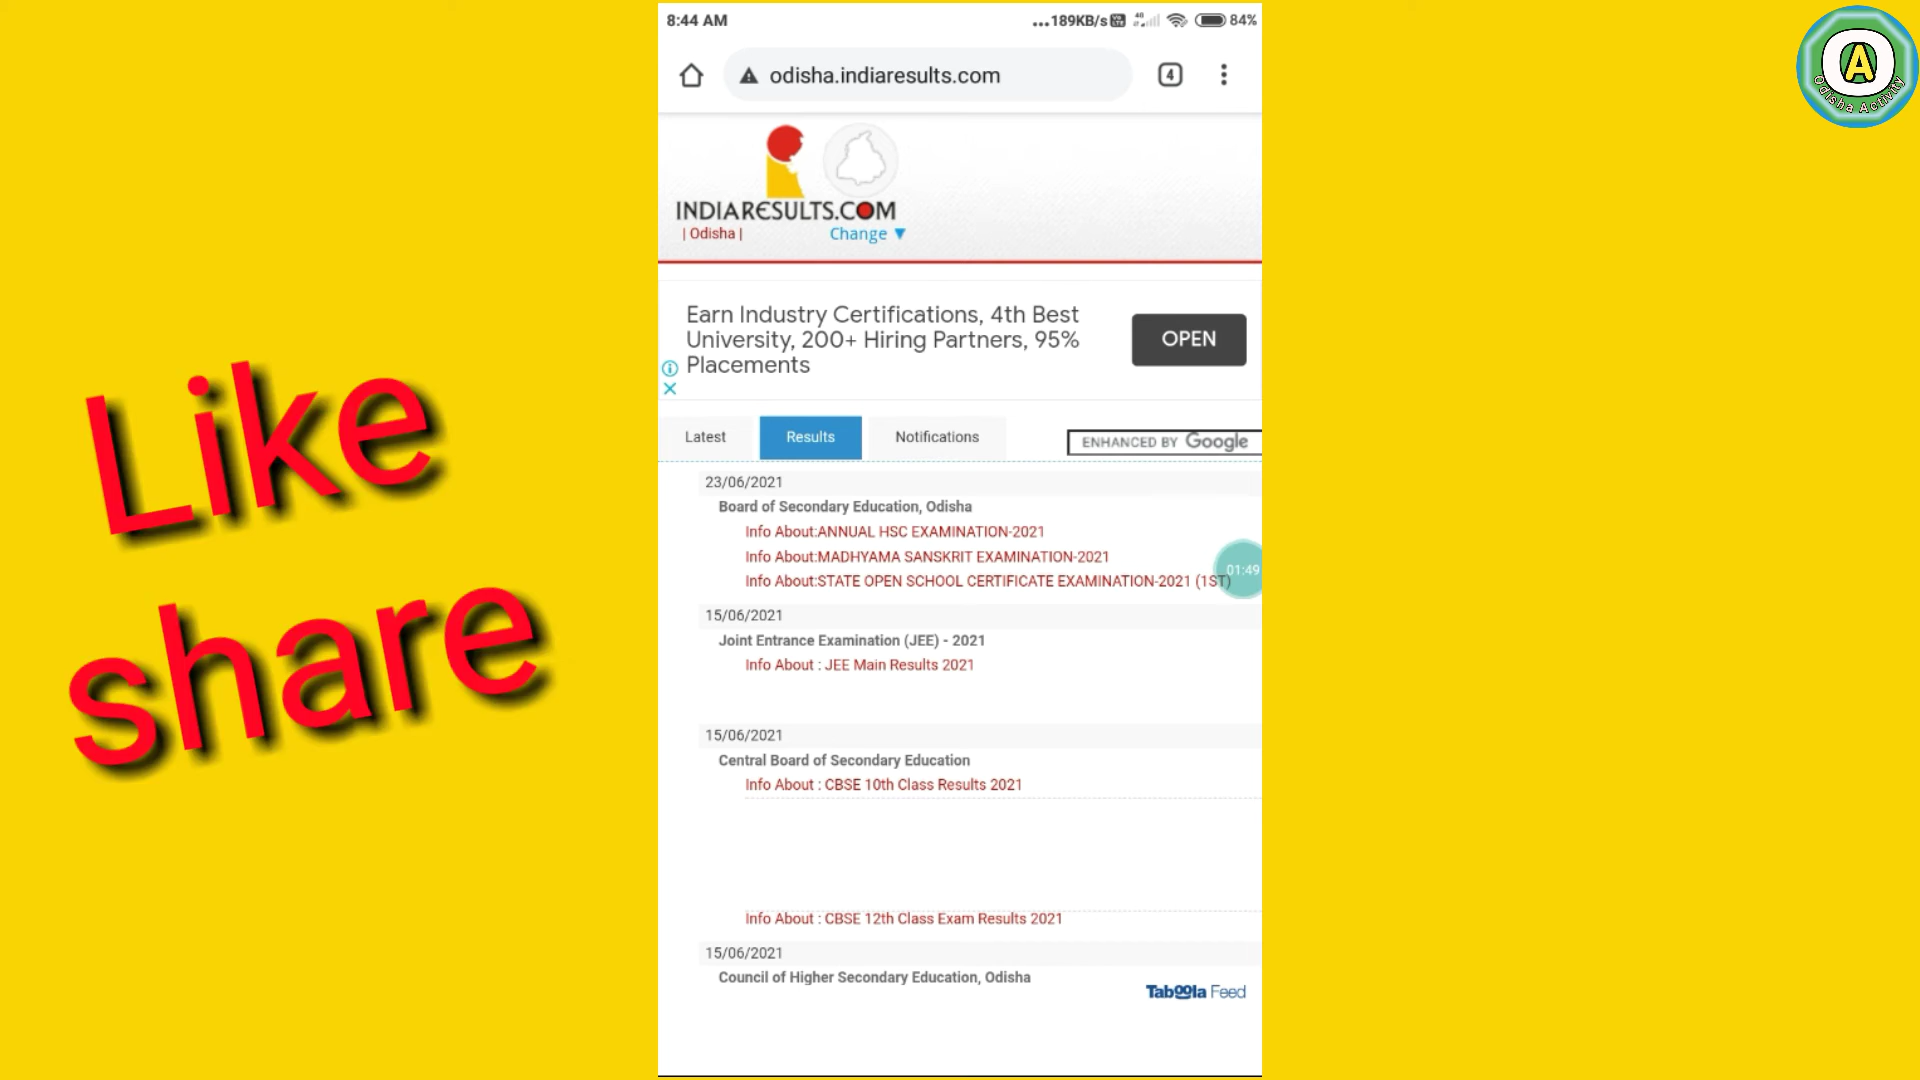 8:44 AM
...189KB/s 4G 84%
odisha.indiaresults.com
4
INDIARESULTS.COM
| Odisha |
Change ▼
Earn Industry Certifications, 4th Best
University, 200+ Hiring Partners, 95%
Placements
OPEN
Latest
Results
Notifications
ENHANCED BY Google
23/06/2021
Board of Secondary Education, Odisha
Info About:ANNUAL HSC EXAMINATION-2021
Info About:MADHYAMA SANSKRIT EXAMINATION-2021
Info About:STATE OPEN SCHOOL CERTIFICATE EXAMINATION-2021 (1ST)
01:49
15/06/2021
Joint Entrance Examination (JEE) - 2021
Info About : JEE Main Results 2021
15/06/2021
Central Board of Secondary Education
Info About : CBSE 10th Class Results 2021
Info About : CBSE 12th Class Exam Results 2021
15/06/2021
Council of Higher Secondary Education, Odisha
Taboola Feed
Like
share
OA
Odisha Activity